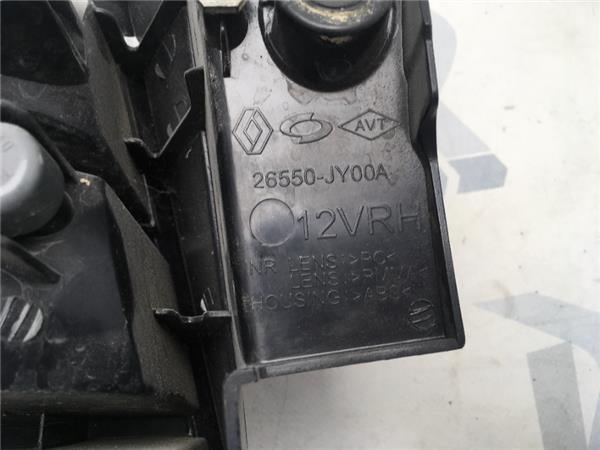 AVT
26550-JY00A
12VRH
NR LENS:>PC<
LENS:>PMMA<
HOUSING:>ABS<